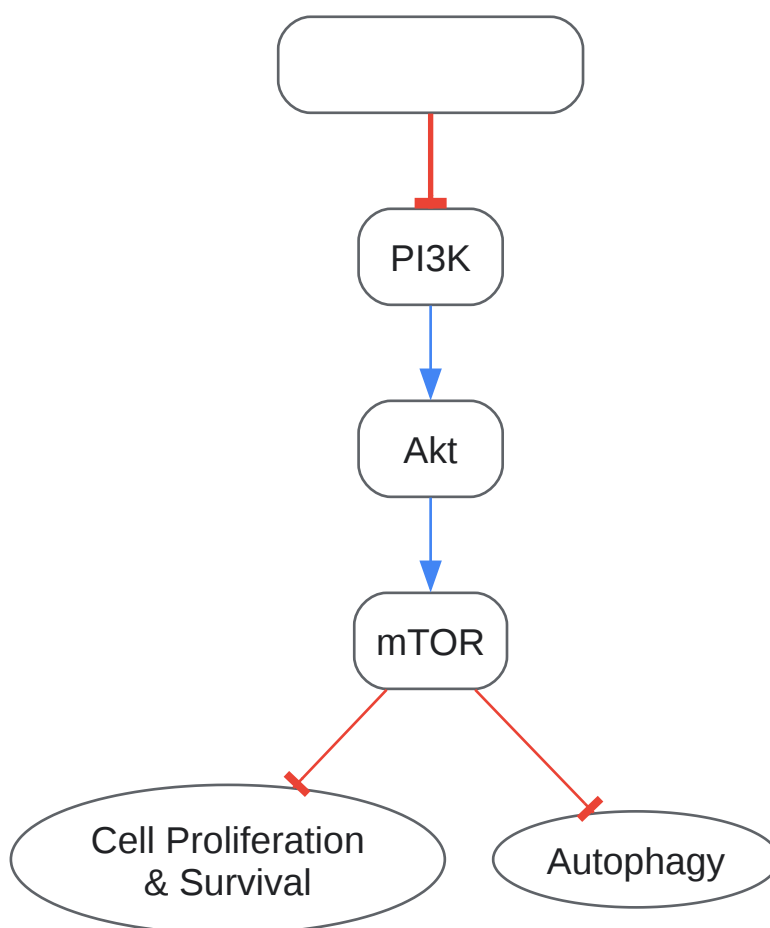 PI3K
Akt
mTOR
Cell Proliferation
& Survival
Autophagy